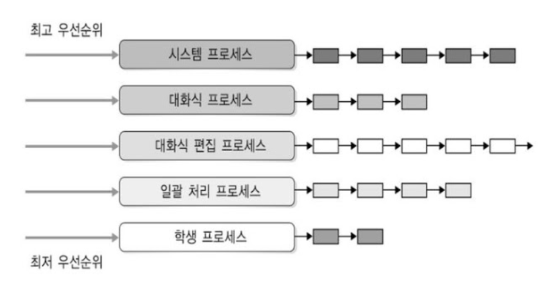 최고 우선순위
시스템 프로세스
대화식 프로세스
대화식 편집 프로세스
일괄 처리 프로세스
학생 프로세스
최저 우선순위